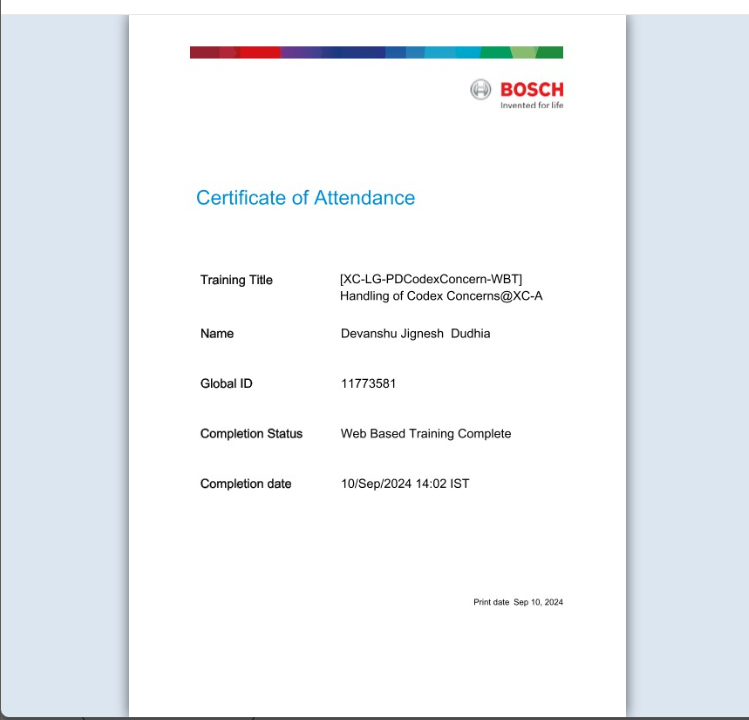 BOSCH
Invented for life
Certificate of Attendance
Training Title [XC-LG-PDCodexConcern-WBT]
Handling of Codex Concerns@XC-A
Name Devanshu Jignesh Dudhia
Global ID 11773581
Completion Status Web Based Training Complete
Completion date 10/Sep/2024 14:02 IST
Print date Sep 10, 2024